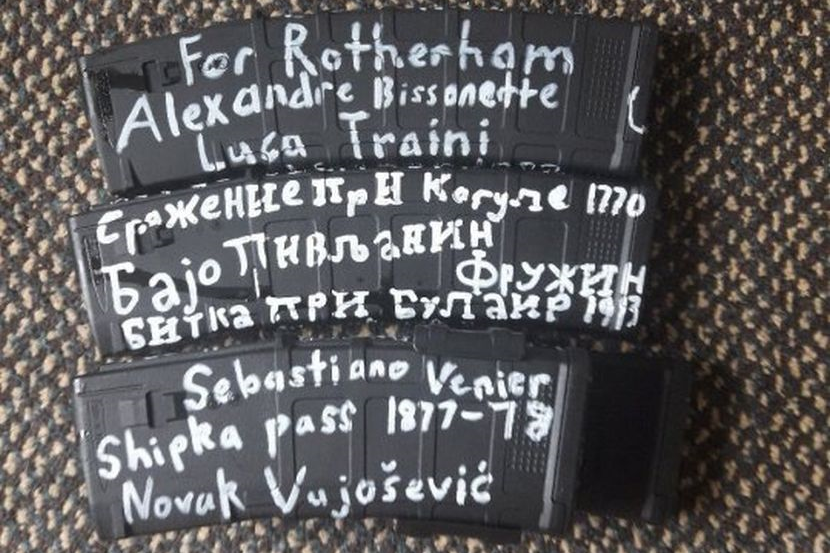 For Rotherham
Alexandre Bissonette
Luca Traini
Сражение при Кагуле 1770
Бајо Пивљанин
Фружин
Битка при Булаир 1913
Sebastiano Venier
Shipka pass 1877-78
Novak Vujošević